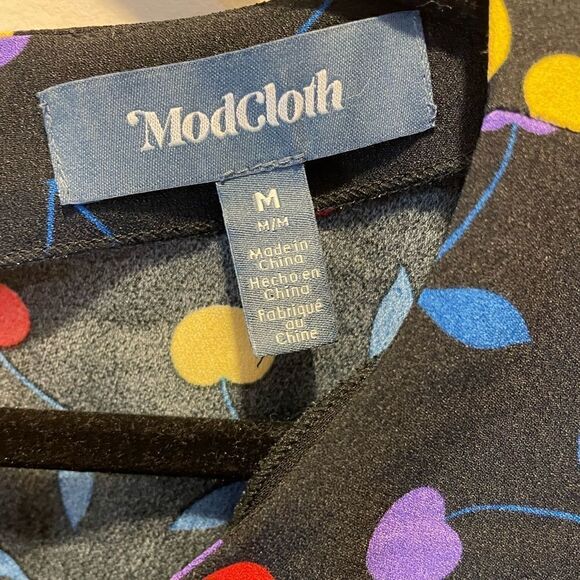 ModCloth
M
M/M
Made in
China
Hecho en
China
Fabriqué
au
Chine